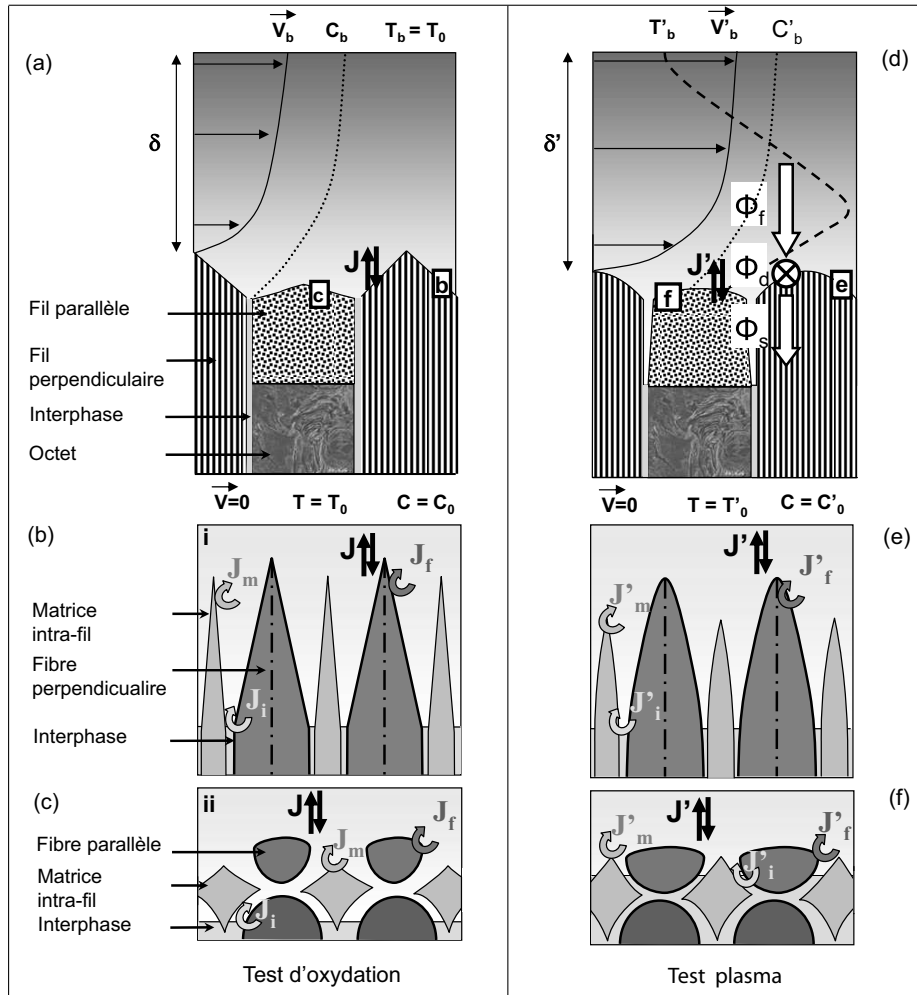 V_b C_b T_b = T_0
(a)
δ
J
c
b
Fil parallèle
Fil
perpendiculaire
Interphase
Octet
V=0 T = T_0 C = C_0
(b)
i
J_m
J
J_f
Matrice
intra-fil
Fibre
perpendicualire
J_i
Interphase
(c)
ii
J
J_f
Fibre parallèle
J_m
Matrice
intra-fil
J_i
Interphase
Test d'oxydation
T'_b V'_b C'_b
(d)
δ'
Φ_f
J'
Φ_d
f
e
Φ_s
V=0 T = T'_0 C = C'_0
(e)
J'
J'_f
J'_m
J'_i
(f)
J'_m
J'
J'_f
J'_i
Test plasma